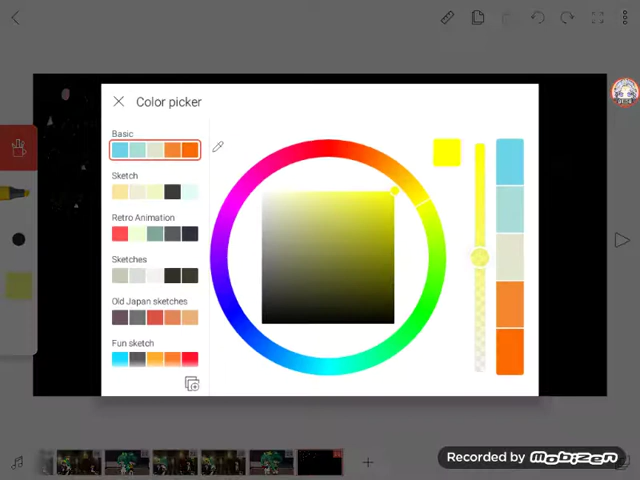 Color picker
Basic
Sketch
Retro Animation
Sketches
Old Japan sketches
Fun sketch
Recorded by Mobizen